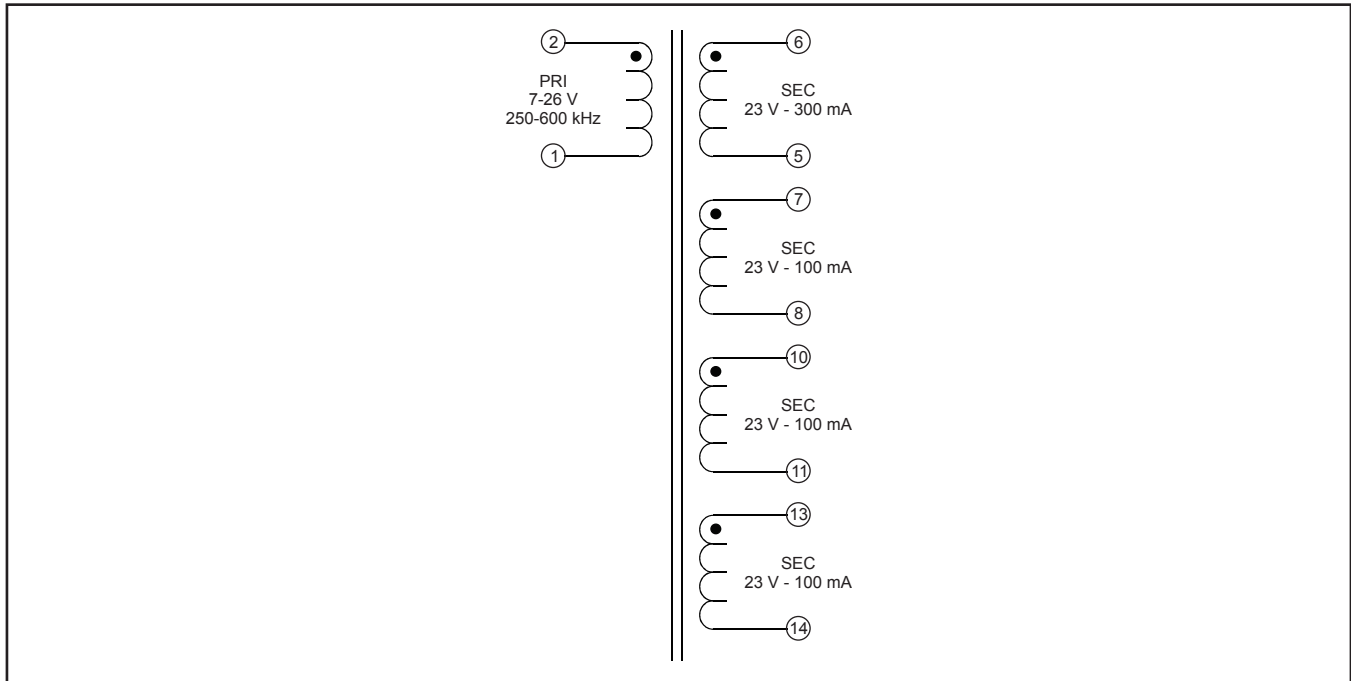 2
PRI
7-26 V
250-600 kHz
1
6
SEC
23 V - 300 mA
5
7
SEC
23 V - 100 mA
8
10
SEC
23 V - 100 mA
11
13
SEC
23 V - 100 mA
14